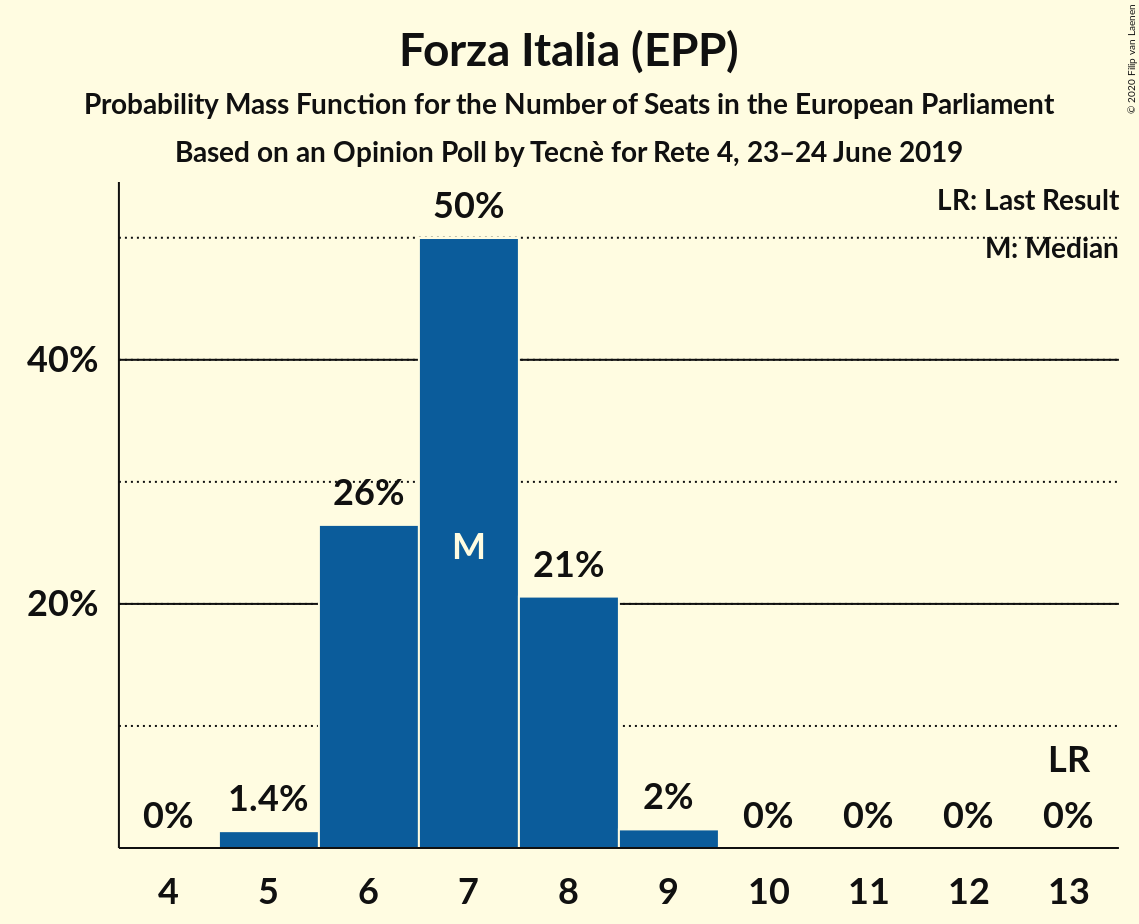 Forza Italia (EPP)
Probability Mass Function for the Number of Seats in the European Parliament
Based on an Opinion Poll by Tecnè for Rete 4, 23–24 June 2019
© 2020 Filip van Laenen
LR: Last Result
M: Median
50%
40%
26%
M
21%
20%
LR
0%
1.4%
2%
0%
0%
0%
0%
4 5 6 7 8 9 10 11 12 13